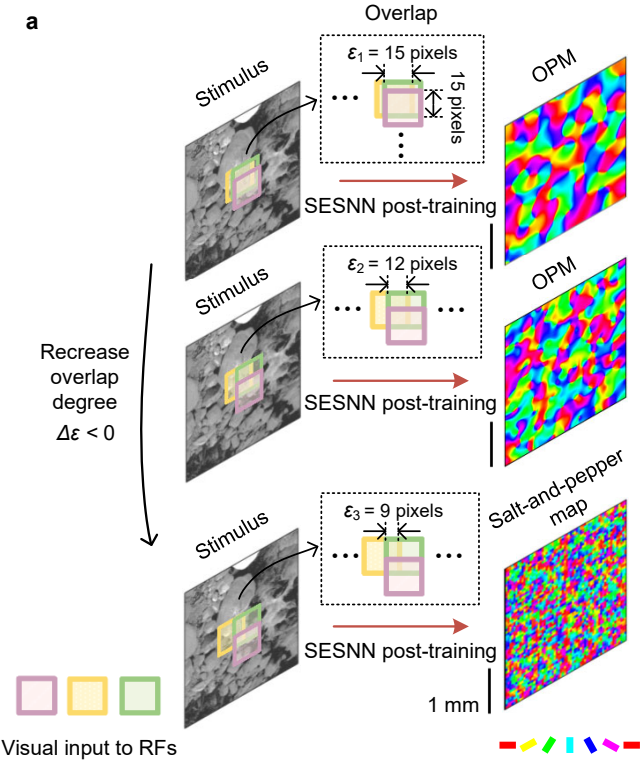 a
Overlap
Stimulus
ε1 = 15 pixels
15 pixels
OPM
SESNN post-training
Stimulus
ε2 = 12 pixels
OPM
SESNN post-training
Recrease
overlap
degree
Δε < 0
Stimulus
ε3 = 9 pixels
Salt-and-pepper
map
SESNN post-training
1 mm
Visual input to RFs